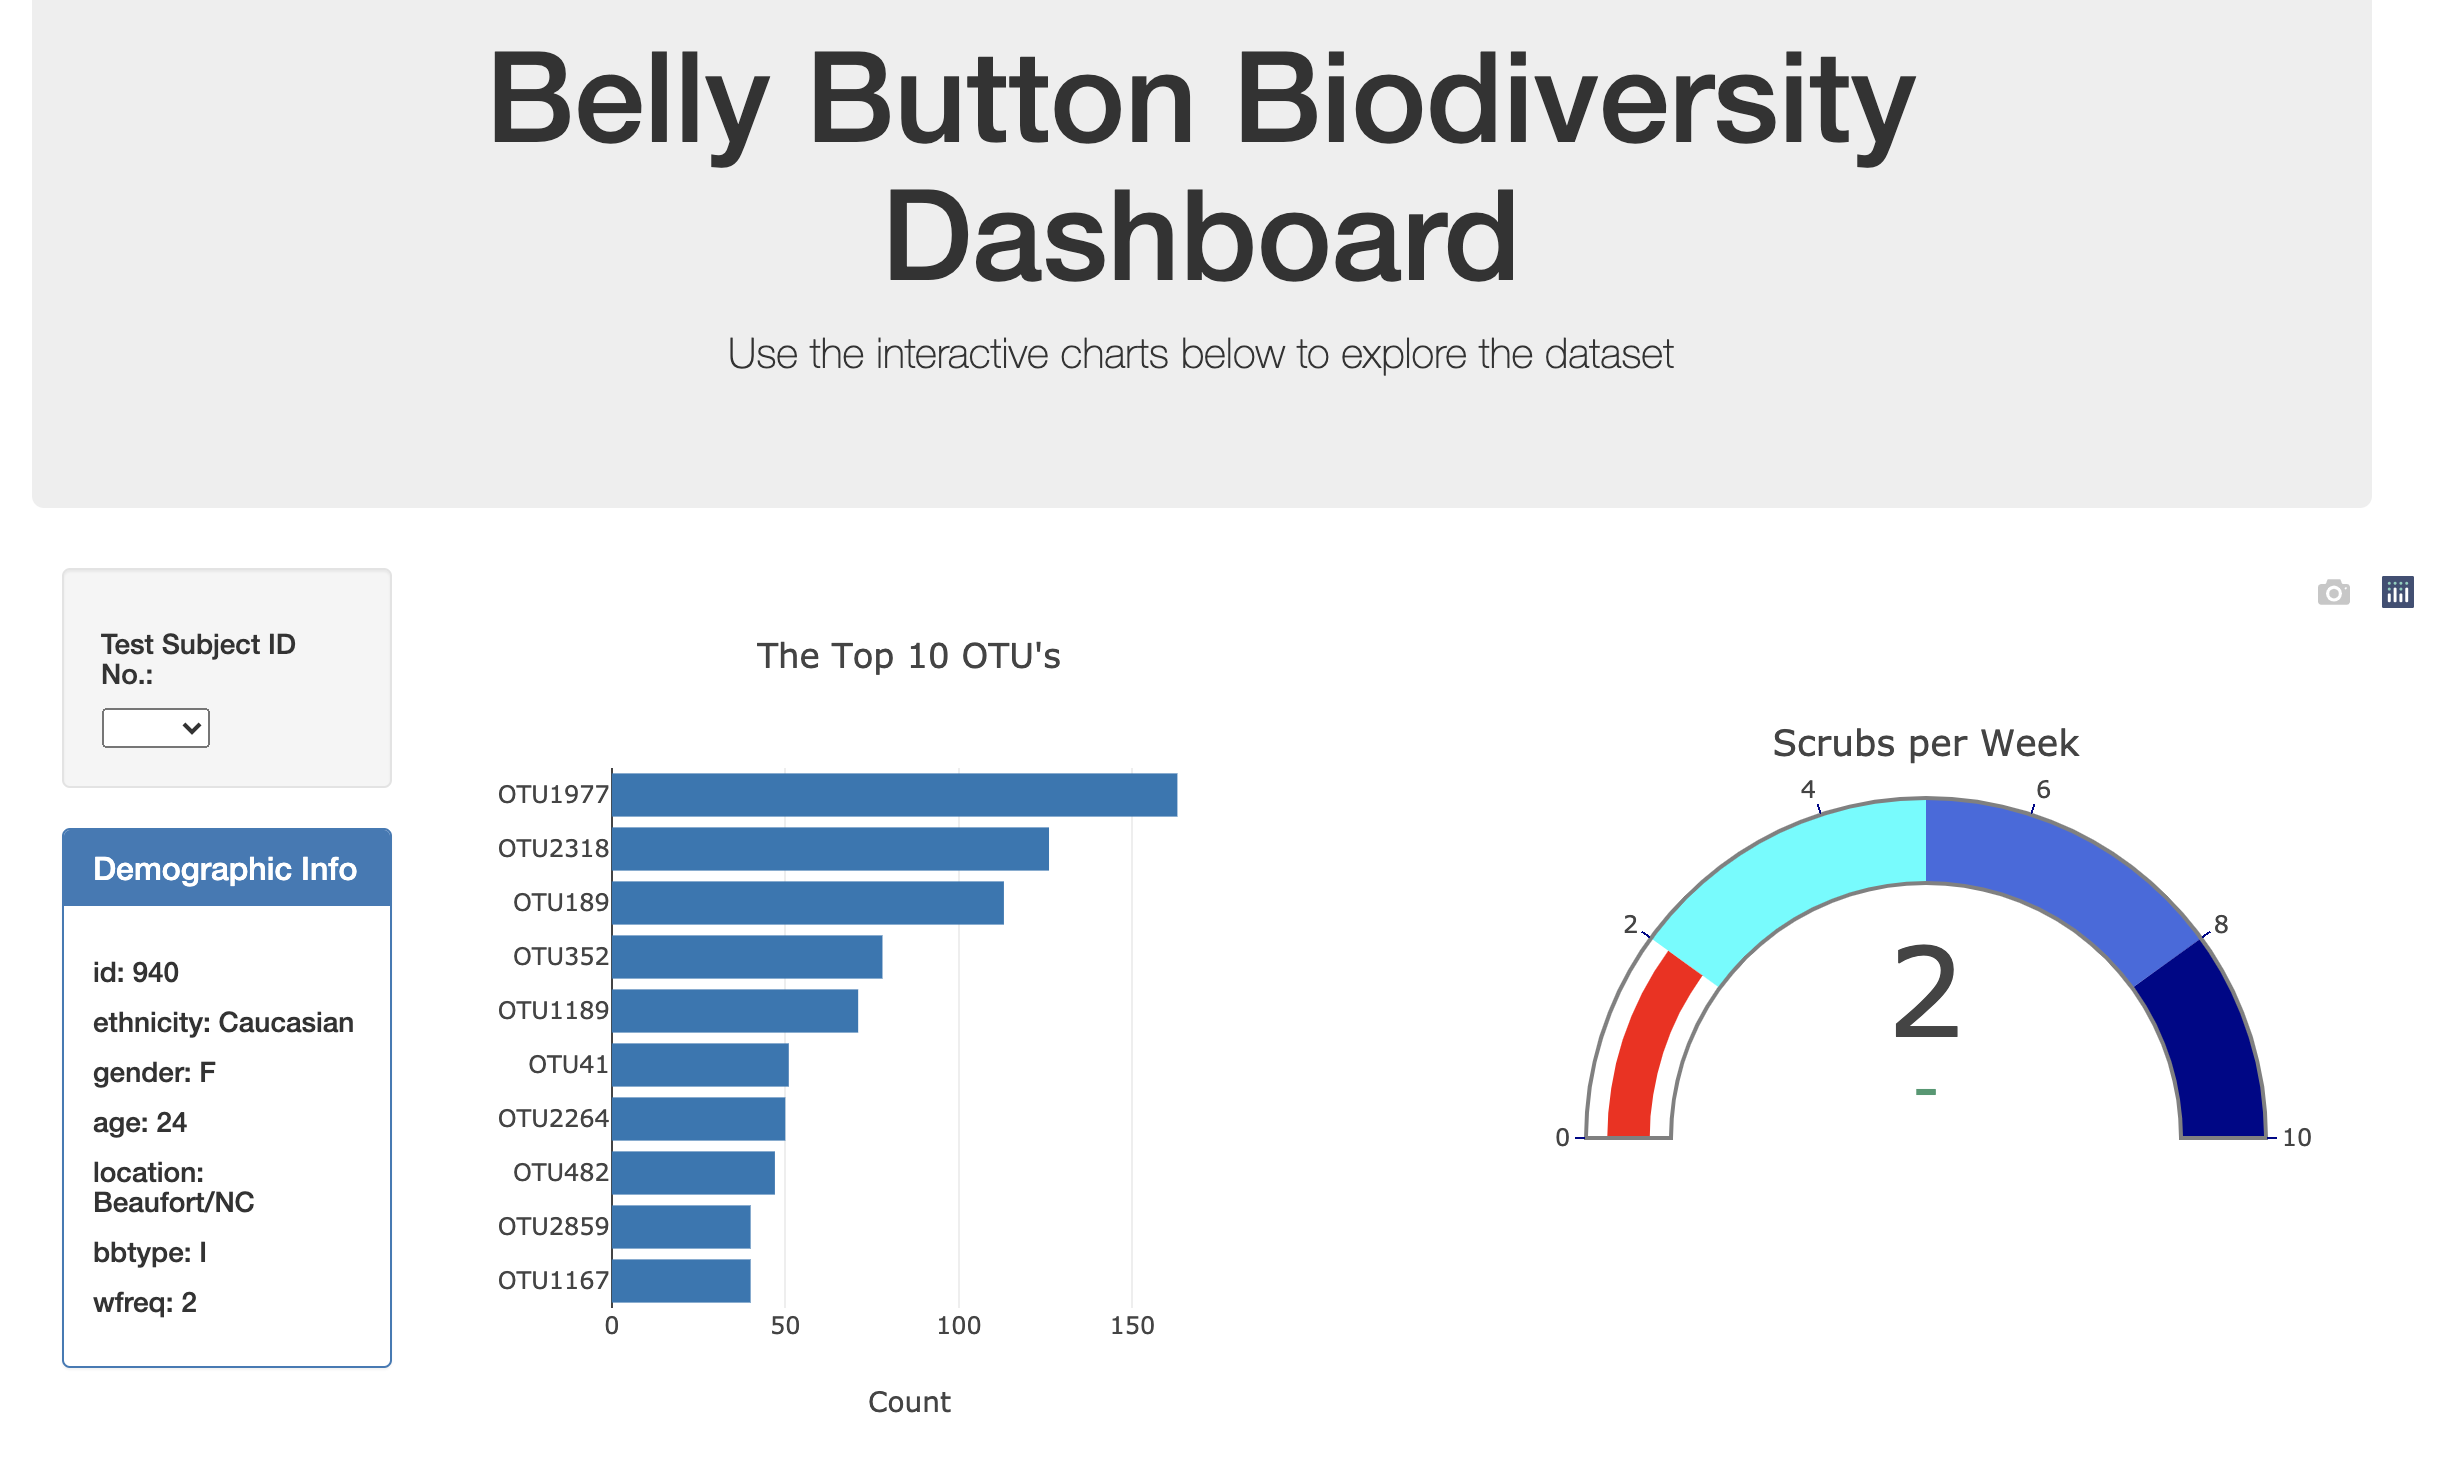 Belly Button Biodiversity
Dashboard
Use the interactive charts below to explore the dataset
Test Subject ID
No.:
Demographic Info
id: 940
ethnicity: Caucasian
gender: F
age: 24
location:
Beaufort/NC
bbtype: I
wfreq: 2
The Top 10 OTU's
OTU1977
OTU2318
OTU189
OTU352
OTU1189
OTU41
OTU2264
OTU482
OTU2859
OTU1167
0 50 100 150
Count
Scrubs per Week
0
2
4
6
8
10
2
-